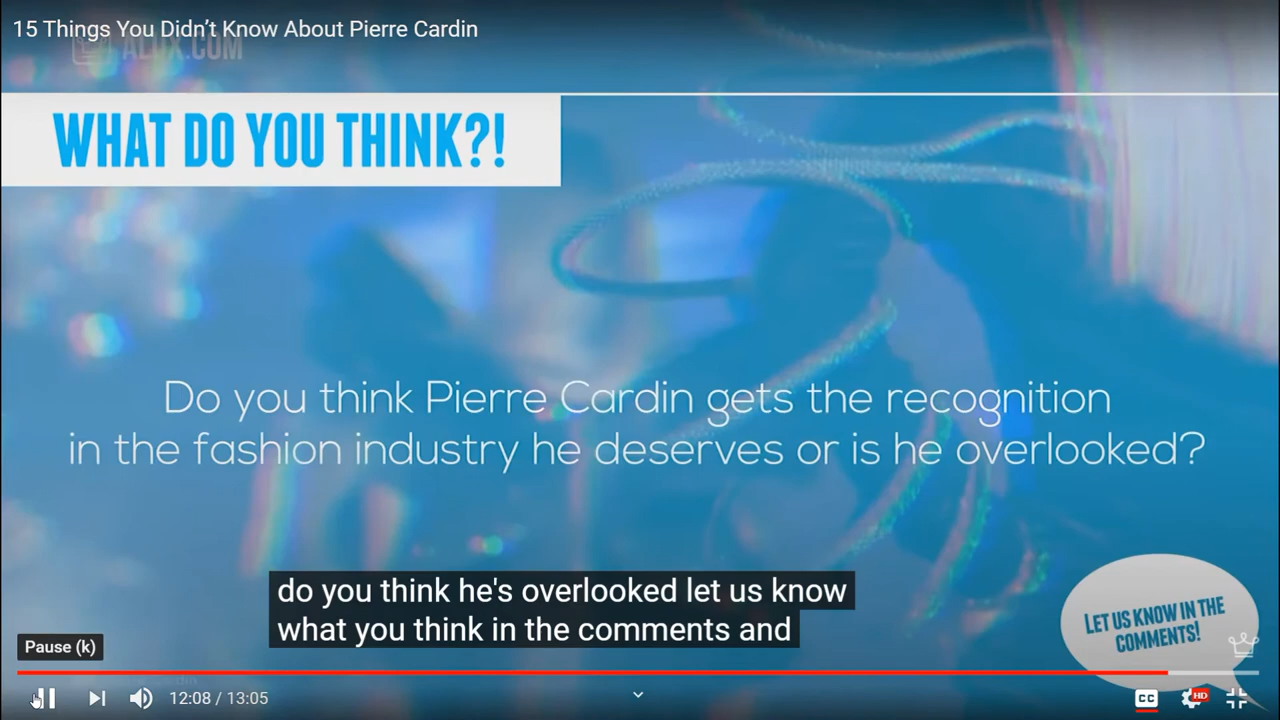 15 Things You Didn’t Know About Pierre Cardin
ALUX.COM
WHAT DO YOU THINK?!
Do you think Pierre Cardin gets the recognition
in the fashion industry he deserves or is he overlooked?
do you think he's overlooked let us know
what you think in the comments and
LET US KNOW IN THE
COMMENTS!
Pause (k)
12:08 / 13:05
CC
HD